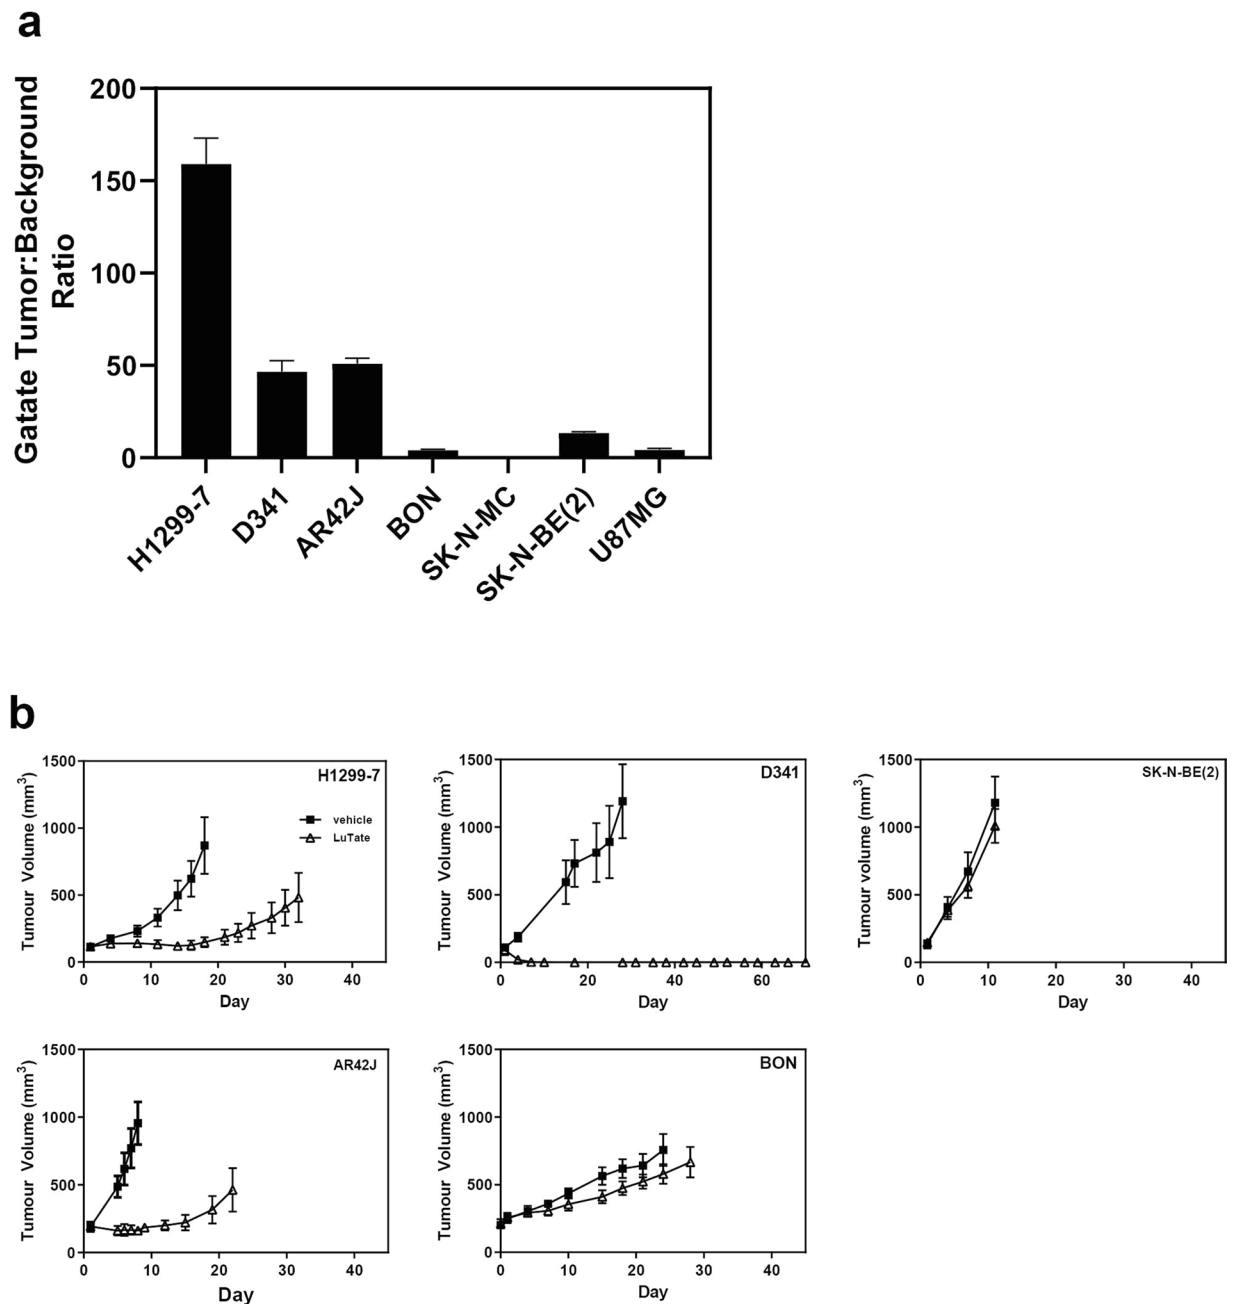 a
Gatate Tumor:Background
Ratio
200
150
100
50
0
H1299-7
D341
AR42J
BON
SK-N-MC
SK-N-BE(2)
U87MG
b
H1299-7
Tumour Volume (mm³)
1500
1000
500
0
vehicle
LuTate
0 10 20 30 40
Day
D341
Tumour Volume (mm³)
1500
1000
500
0
0 20 40 60
Day
SK-N-BE(2)
Tumour volume (mm³)
1500
1000
500
0
0 10 20 30 40
Day
AR42J
Tumour Volume (mm³)
1500
1000
500
0
0 10 20 30 40
Day
BON
Tumour Volume (mm³)
1500
1000
500
0
0 10 20 30 40
Day